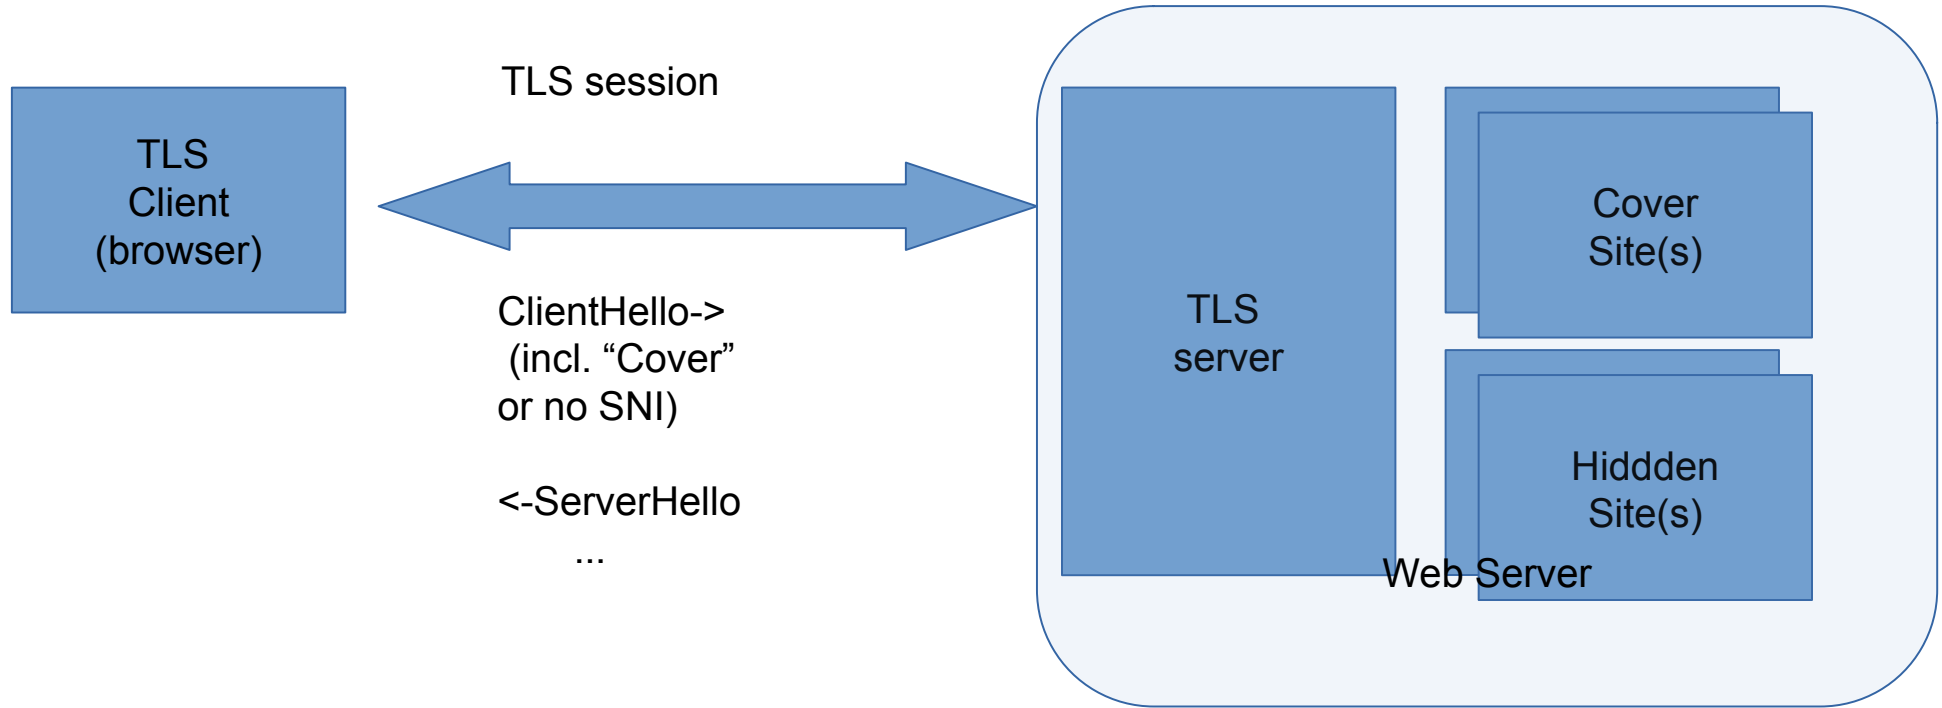 TLS
Client
(browser)
TLS session
ClientHello->
(incl. “Cover”
or no SNI)
<-ServerHello
...
TLS
server
Cover
Site(s)
Hiddden
Site(s)
Web Server